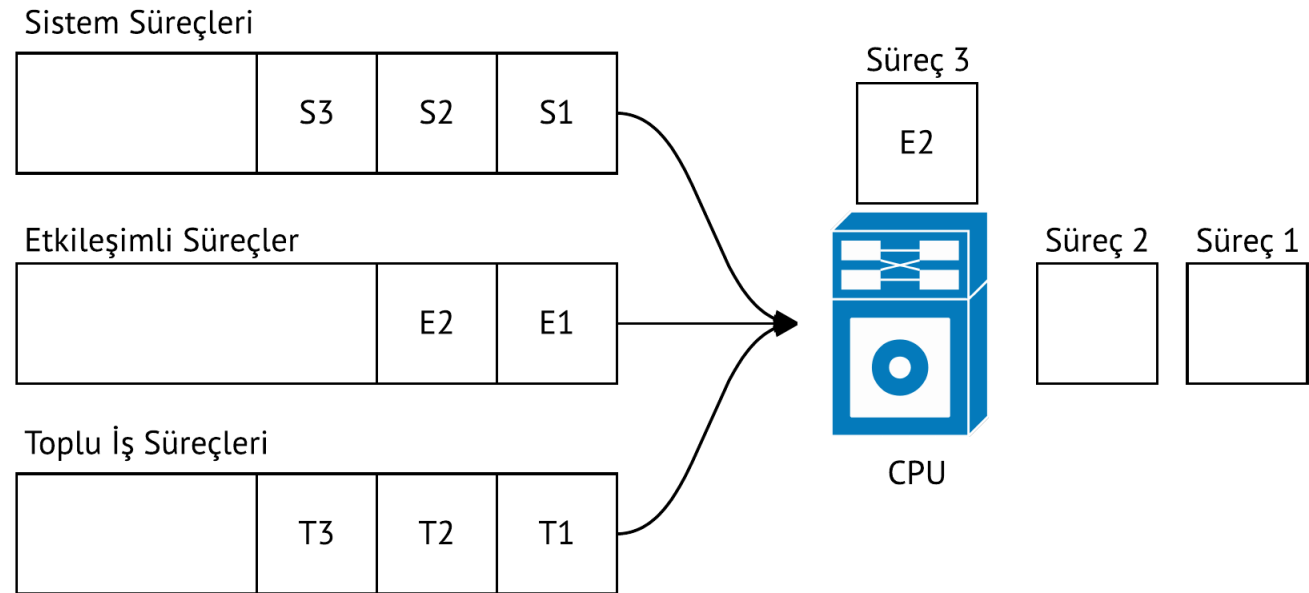 Sistem Süreçleri
S3 S2 S1
Süreç 3
E2
Etkileşimli Süreçler
E2 E1
Süreç 2 Süreç 1
Toplu İş Süreçleri
T3 T2 T1
CPU